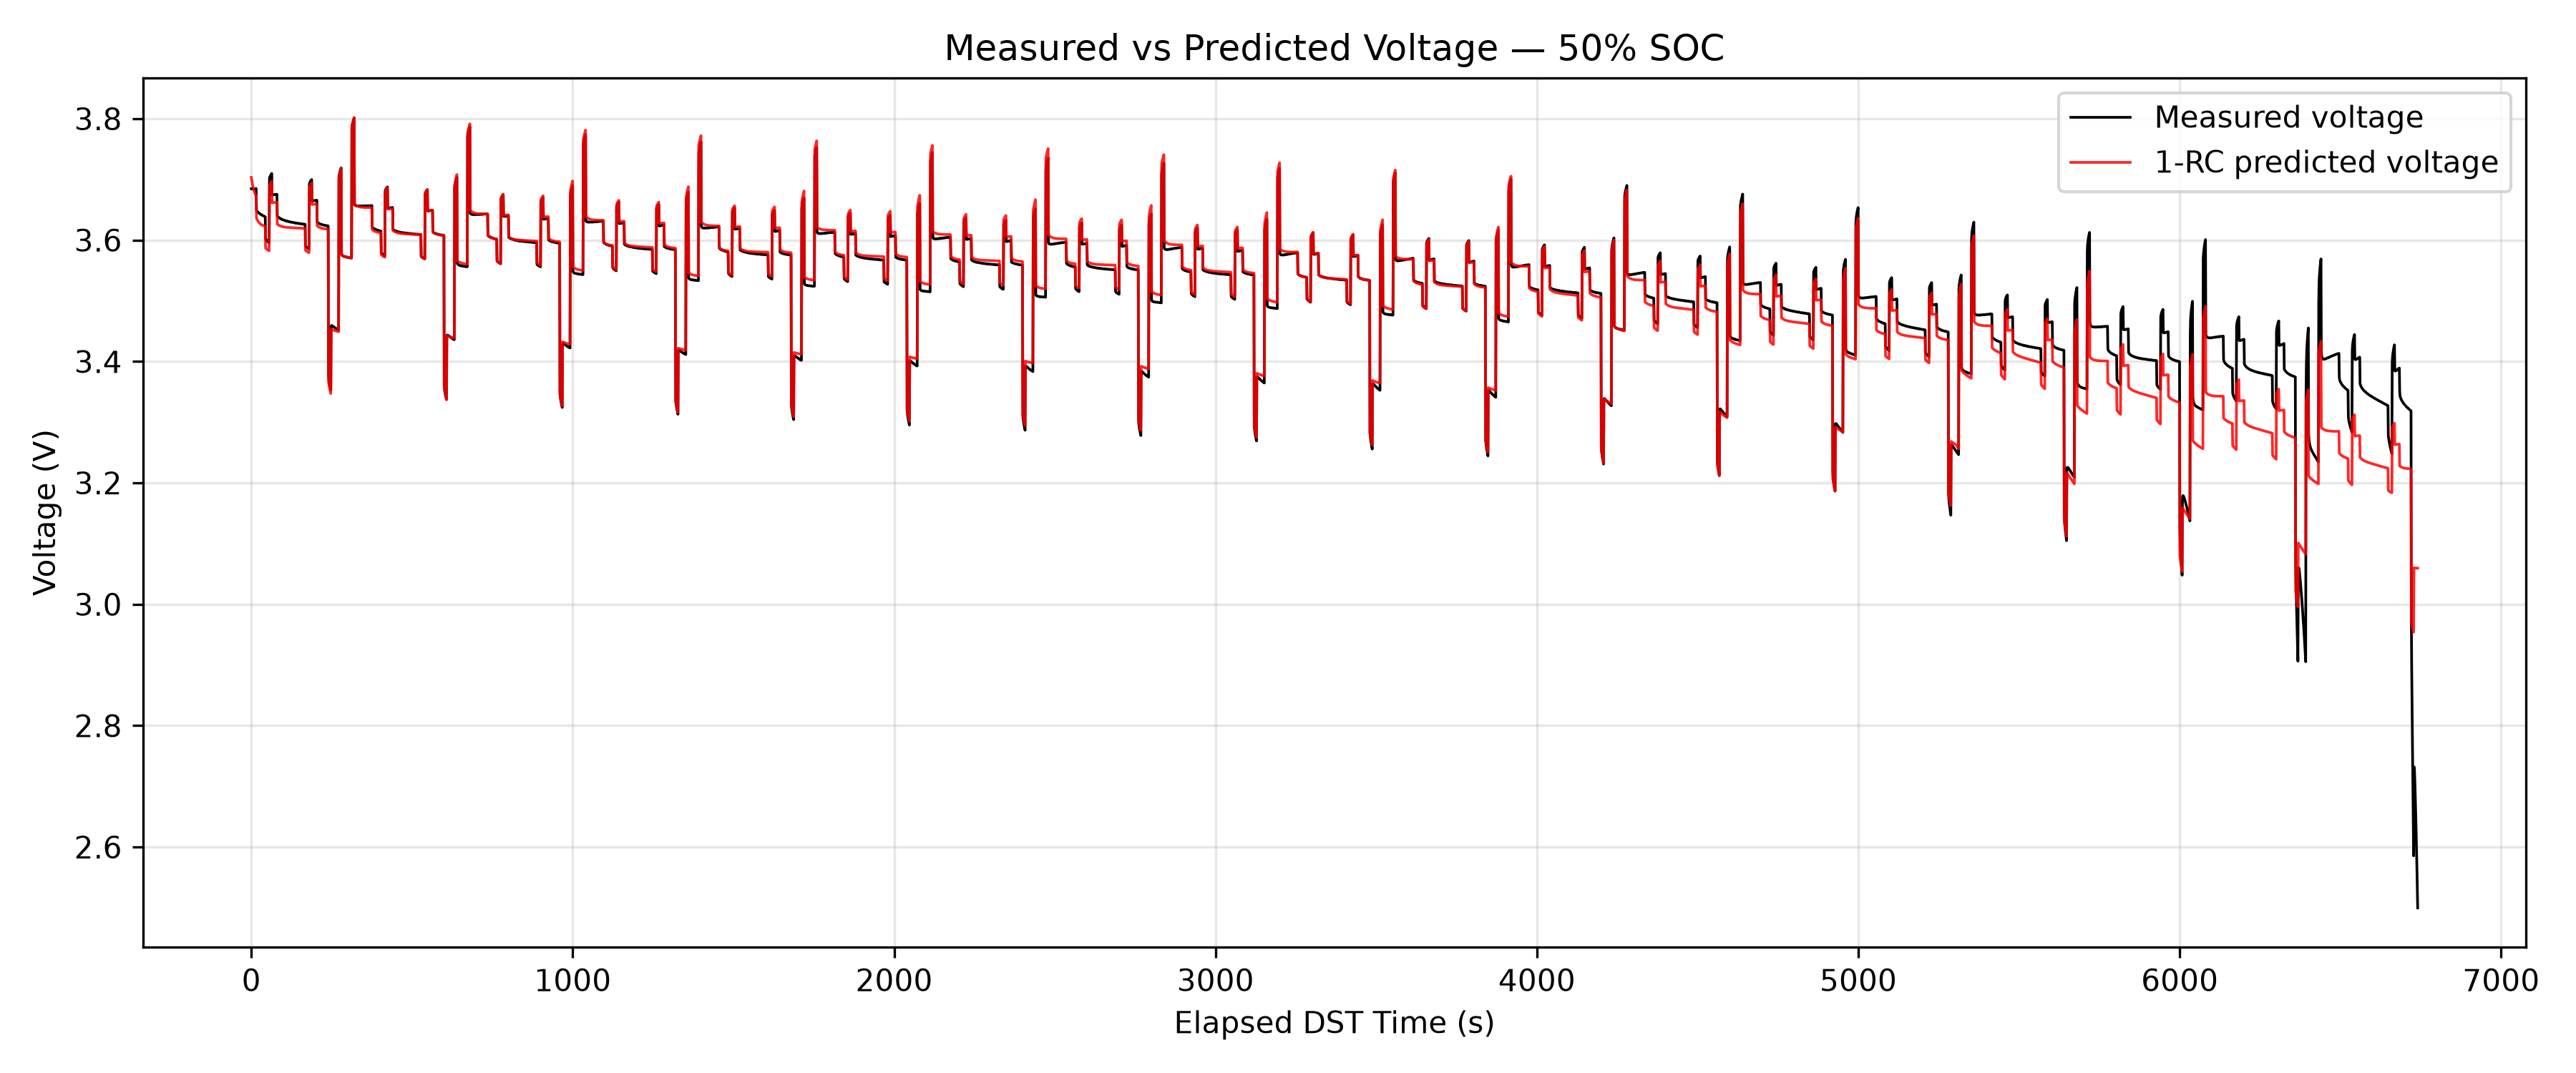 Measured vs Predicted Voltage — 50% SOC
Measured voltage
1-RC predicted voltage
Voltage (V)
3.8
3.6
3.4
3.2
3.0
2.8
2.6
0 1000 2000 3000 4000 5000 6000 7000
Elapsed DST Time (s)